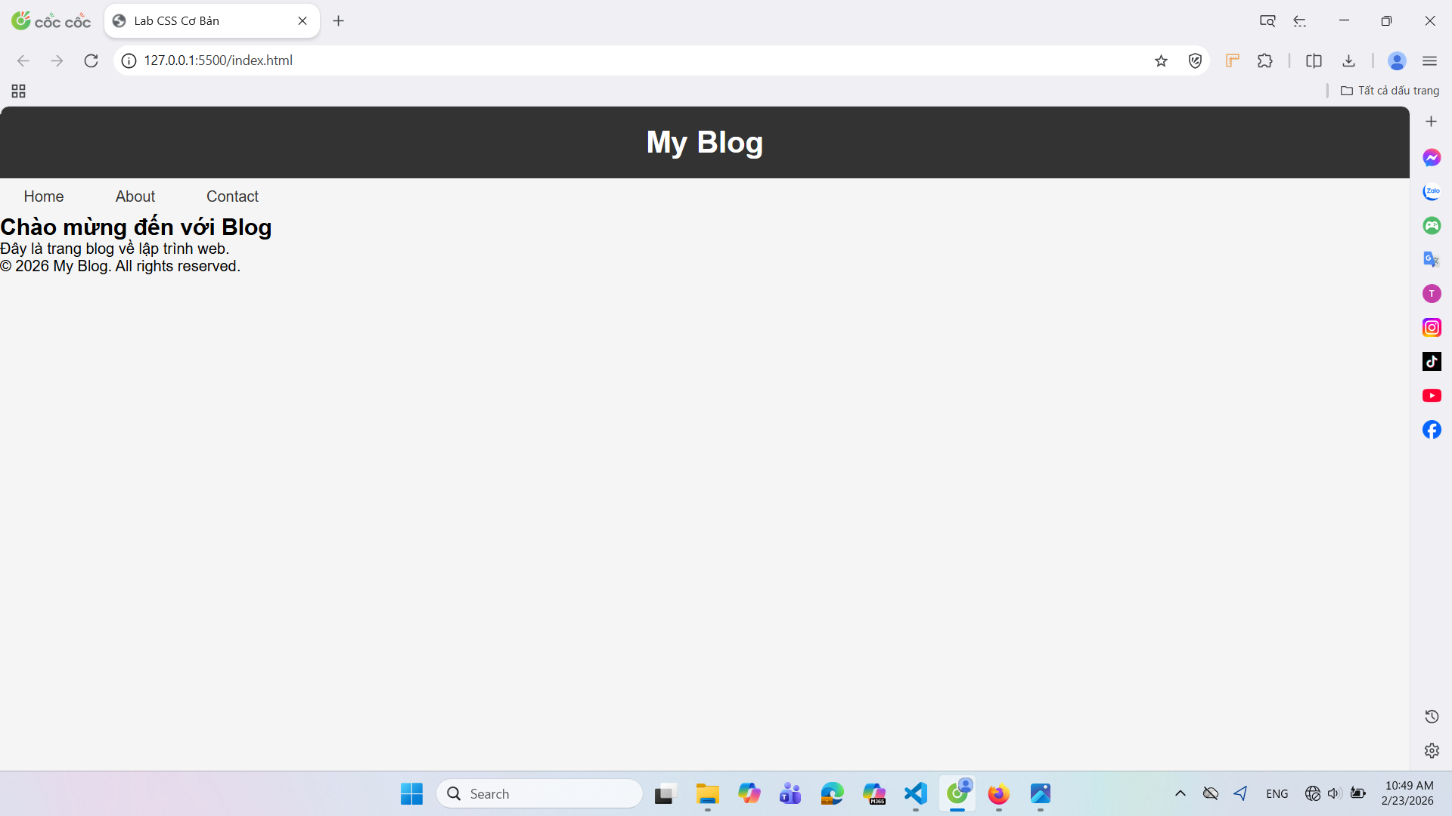 cốc cốc
Lab CSS Cơ Bản
127.0.0.1:5500/index.html
Tất cả dấu trang
My Blog
Home About Contact
Chào mừng đến với Blog
Đây là trang blog về lập trình web.
© 2026 My Blog. All rights reserved.
Zalo
T
Search
M365
ENG
10:49 AM
2/23/2026